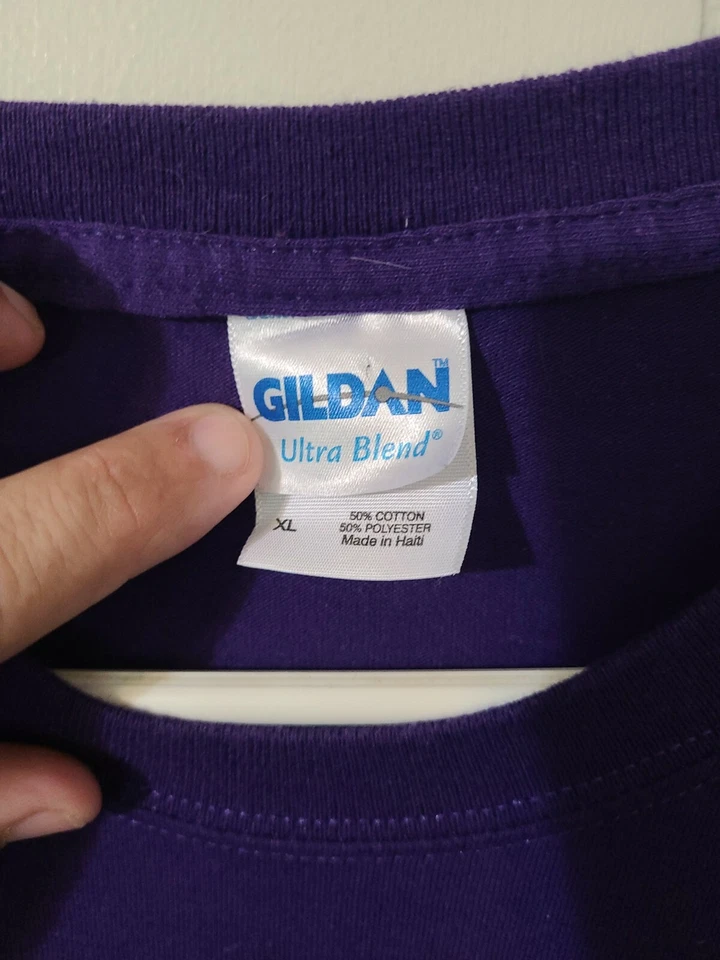 GILDAN™
Ultra Blend®
XL
50% COTTON
50% POLYESTER
Made in Haiti